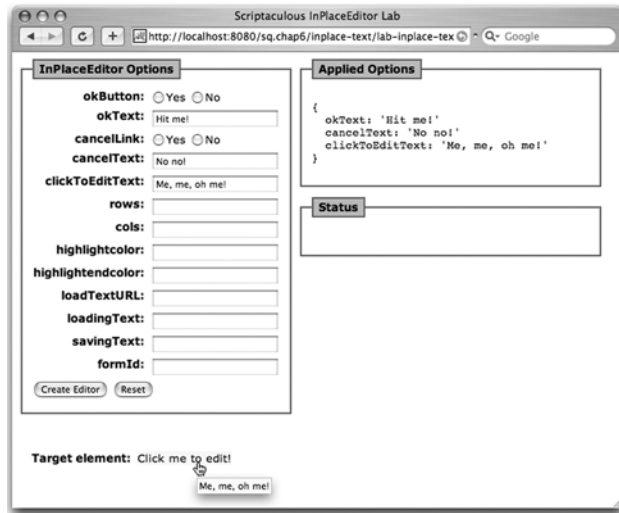 Scriptaculous InPlaceEditor Lab
http://localhost:8080/sq.chap6/inplace-text/lab-inplace-tex
Google
InPlaceEditor Options
okButton: Yes No
okText: Hit me!
cancelLink: Yes No
cancelText: No no!
clickToEditText: Me, me, oh me!
rows:
cols:
highlightcolor:
highlightendcolor:
loadTextURL:
loadingText:
savingText:
formId:
Create Editor Reset
Applied Options
{
okText: 'Hit me!'
cancelText: 'No no!'
clickToEditText: 'Me, me, oh me!'
}
Status
Target element: Click me to edit!
Me, me, oh me!